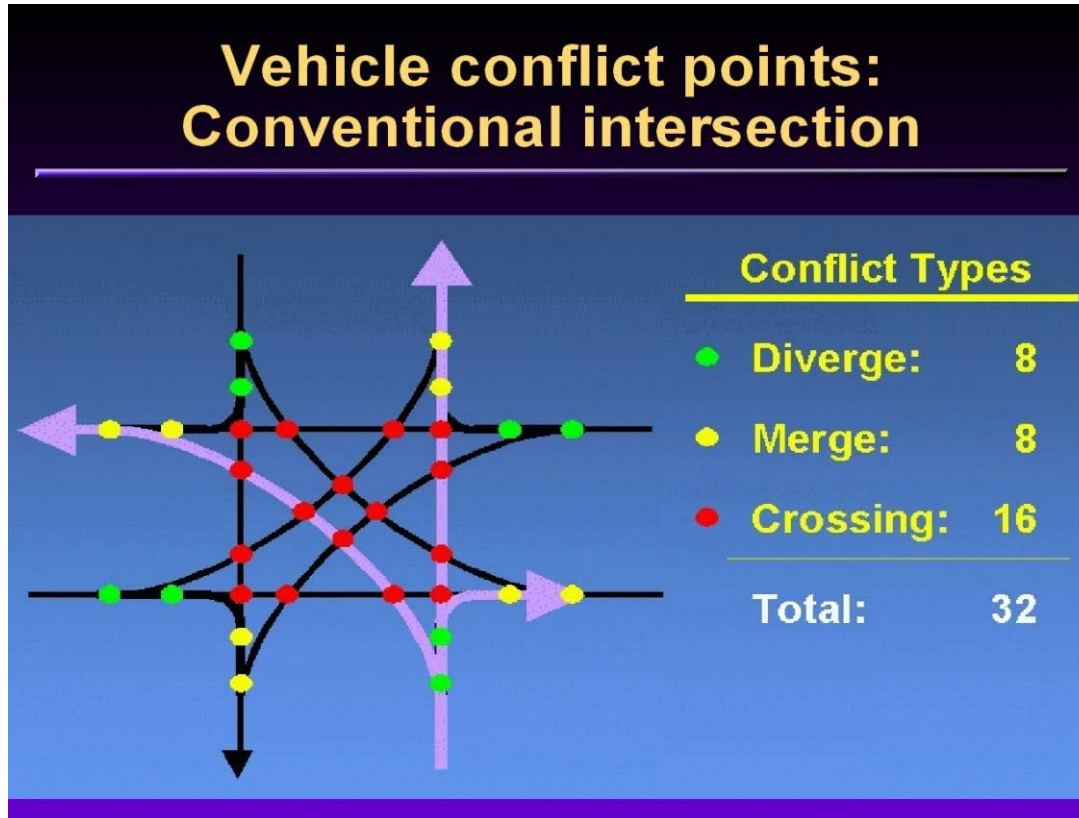 Vehicle conflict points:
Conventional intersection
Conflict Types
Diverge: 8
Merge: 8
Crossing: 16
Total: 32